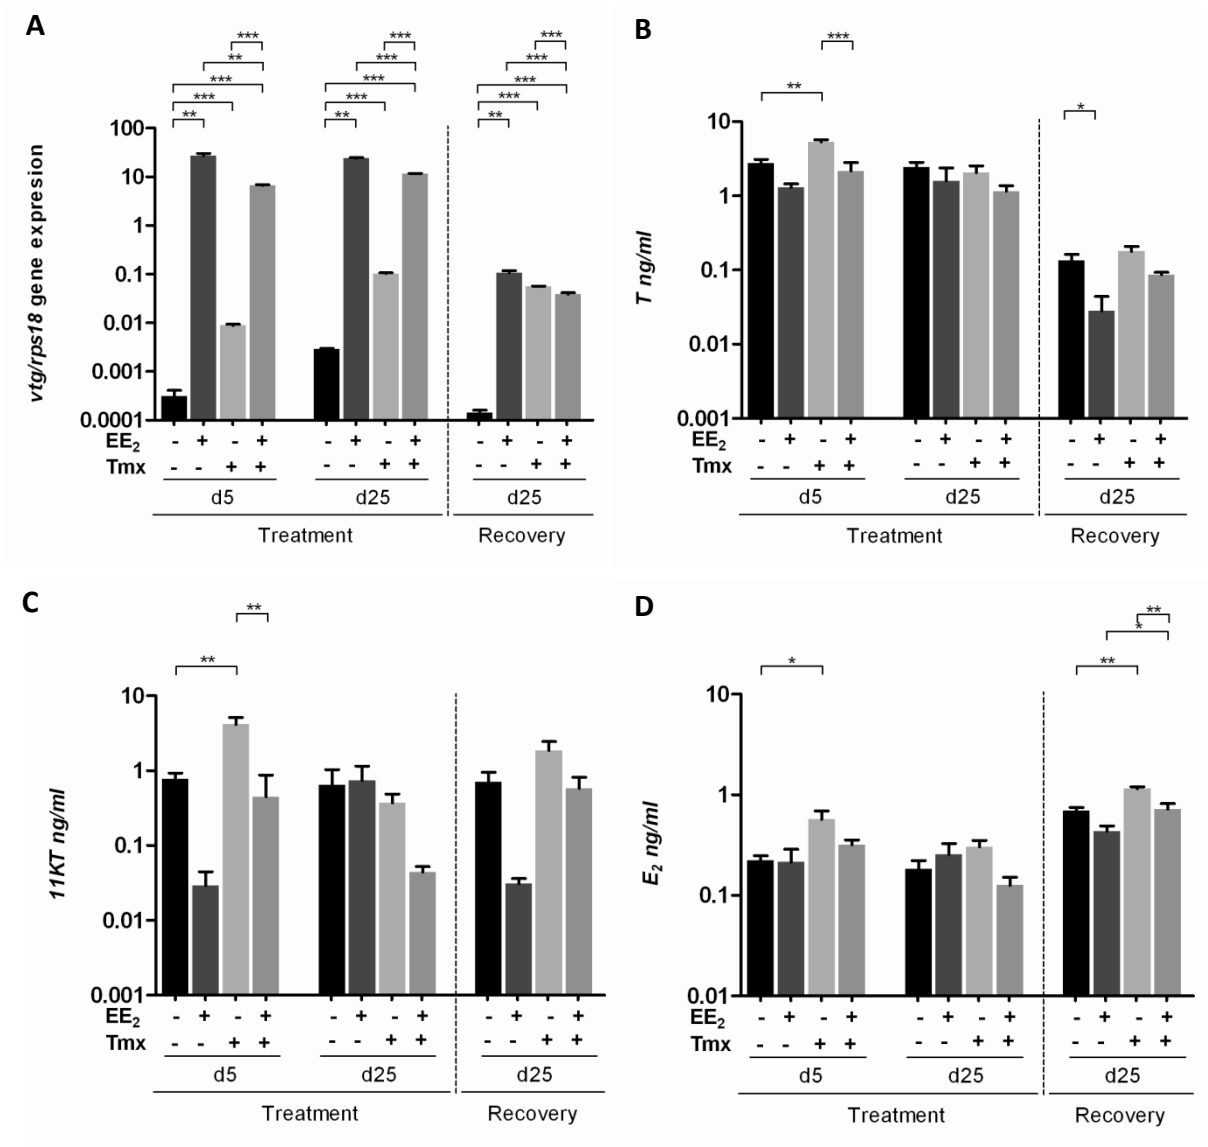 A
*** *** ***
** *** ***
*** *** ***
*** *** ***
** ** **
vtg/rps18 gene expresion
100
10
1
0.1
0.01
0.001
0.0001
EE2 - + - + - + - + - + - +
Tmx - - + + - - + + - - + +
d5 d25 d25
Treatment Recovery
B
***
**
*
T ng/ml
10
1
0.1
0.01
0.001
EE2 - + - + - + - + - + - +
Tmx - - + + - - + + - - + +
d5 d25 d25
Treatment Recovery
C
**
**
11KT ng/ml
10
1
0.1
0.01
0.001
EE2 - + - + - + - + - + - +
Tmx - - + + - - + + - - + +
d5 d25 d25
Treatment Recovery
D
**
*
* **
E2 ng/ml
10
1
0.1
0.01
EE2 - + - + - + - + - + - +
Tmx - - + + - - + + - - + +
d5 d25 d25
Treatment Recovery